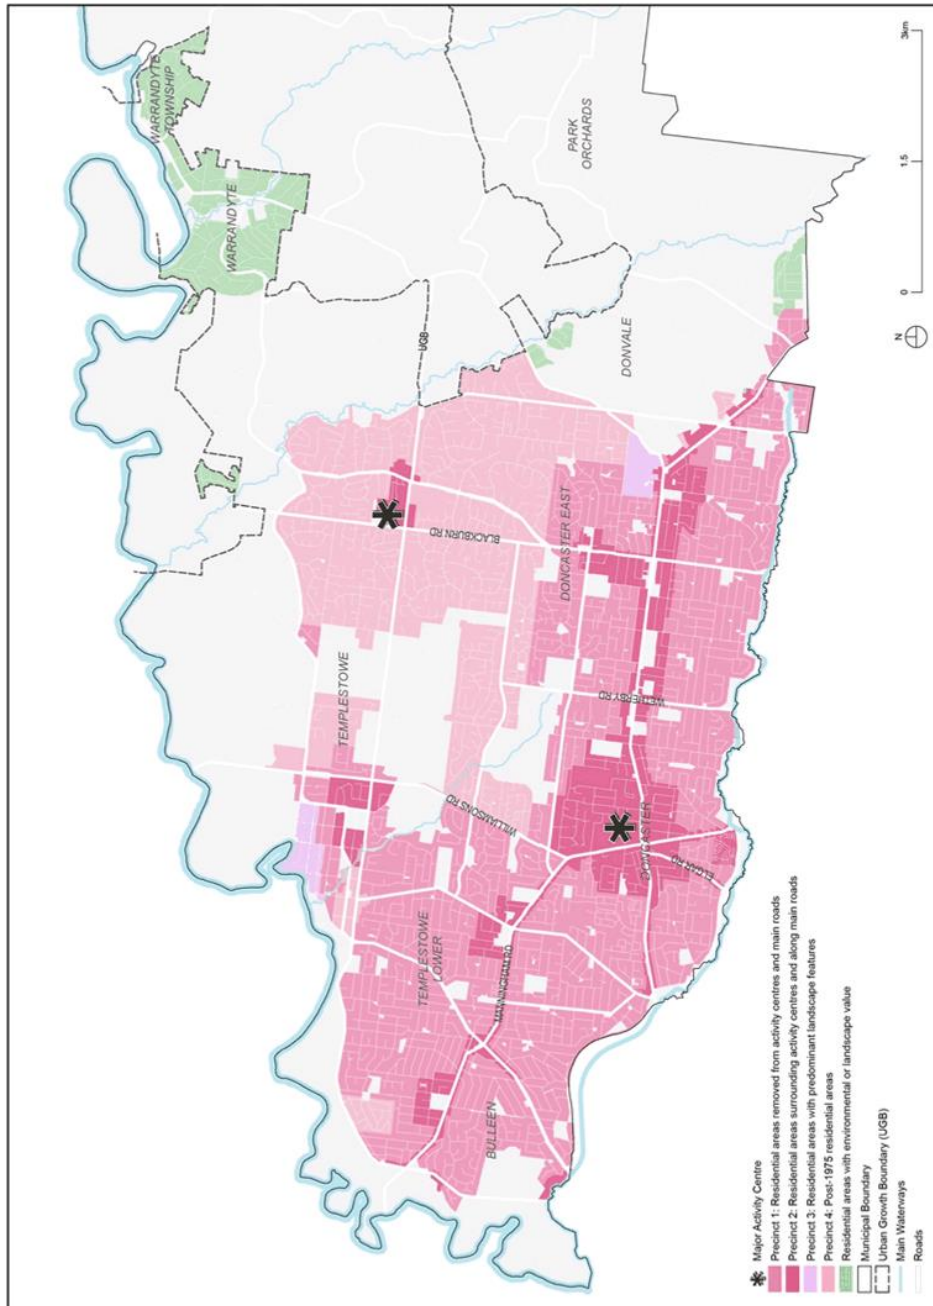 WARRANDYTE
TOWNSHIP
WARRANDYTE
PARK
ORCHARDS
UGB
DONVALE
BLACKBURN RD
DONCASTER EAST
TEMPLESTOWE
WETHERBY RD
WILLIAMSONS RD
DONCASTER
ELGAR RD
TEMPLESTOWE
LOWER
MANNINGHAM RD
BULLEEN
Major Activity Centre
Precinct 1: Residential areas removed from activity centres and main roads
Precinct 2: Residential areas surrounding activity centres and along main roads
Precinct 3: Residential areas with predominant landscape features
Precinct 4: Post-1975 residential areas
Residential areas with environmental or landscape value
Municipal Boundary
Urban Growth Boundary (UGB)
Main Waterways
Roads
N
0 1.5 3km